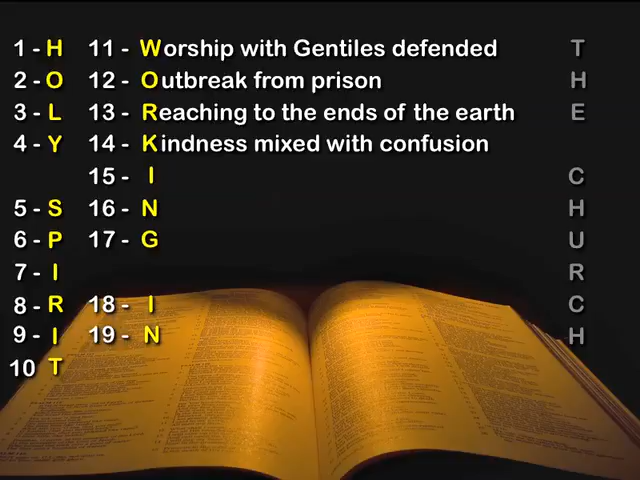 1 - H 11 - Worship with Gentiles defended T
2 - O 12 - Outbreak from prison H
3 - L 13 - Reaching to the ends of the earth E
4 - Y 14 - Kindness mixed with confusion
15 - I C
5 - S 16 - N H
6 - P 17 - G U
7 - I R
8 - R 18 - I C
9 - I 19 - N H
10 T